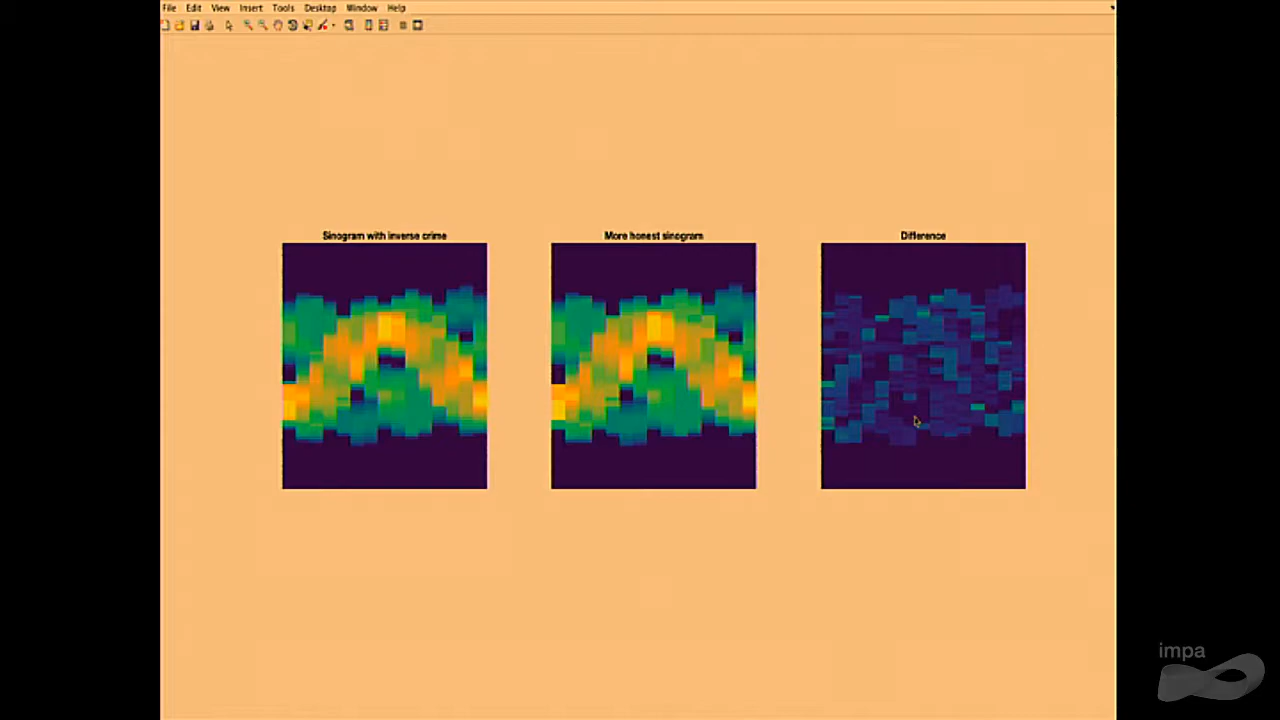 File Edit View Insert Tools Desktop Window Help
Sinogram with inverse crime
More honest sinogram
Difference
impa